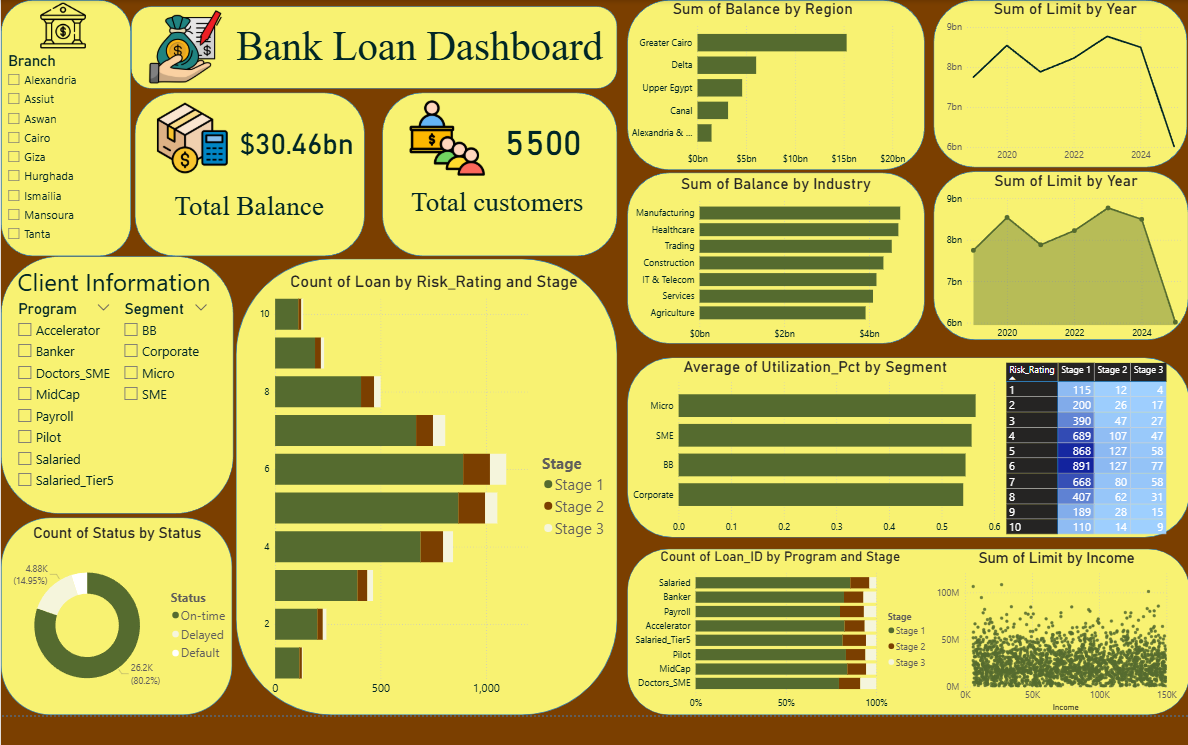 Branch
Alexandria
Assiut
Aswan
Cairo
Giza
Hurghada
Ismailia
Mansoura
Tanta
Bank Loan Dashboard
$30.46bn
Total Balance
5500
Total customers
Sum of Balance by Region
Greater Cairo
Delta
Upper Egypt
Canal
Alexandria & ...
$0bn $5bn $10bn $15bn $20bn
Sum of Limit by Year
9bn
8bn
7bn
6bn
2020 2022 2024
Sum of Balance by Industry
Manufacturing
Healthcare
Trading
Construction
IT & Telecom
Services
Agriculture
$0bn $2bn $4bn
Sum of Limit by Year
9bn
8bn
7bn
6bn
2020 2022 2024
Client Information
Program Segment
Accelerator BB
Banker Corporate
Doctors_SME Micro
MidCap SME
Payroll
Pilot
Salaried
Salaried_Tier5
Count of Loan by Risk_Rating and Stage
10
8
6
4
2
0 500 1,000
Stage
Stage 1
Stage 2
Stage 3
Average of Utilization_Pct by Segment
Micro
SME
BB
Corporate
0.0 0.1 0.2 0.3 0.4 0.5 0.6
Risk_Rating Stage 1 Stage 2 Stage 3
1 115 12 4
2 200 26 17
3 390 47 27
4 689 107 47
5 868 127 58
6 891 127 77
7 668 80 58
8 407 62 31
9 189 28 15
10 110 14 9
Count of Status by Status
4.88K
(14.95%)
26.2K
(80.2%)
Status
On-time
Delayed
Default
Count of Loan_ID by Program and Stage
Salaried
Banker
Payroll
Accelerator
Salaried_Tier5
Pilot
MidCap
Doctors_SME
0% 50% 100%
Stage
Stage 1
Stage 2
Stage 3
Sum of Limit by Income
100M
50M
0M
0K 50K 100K 150K
Income